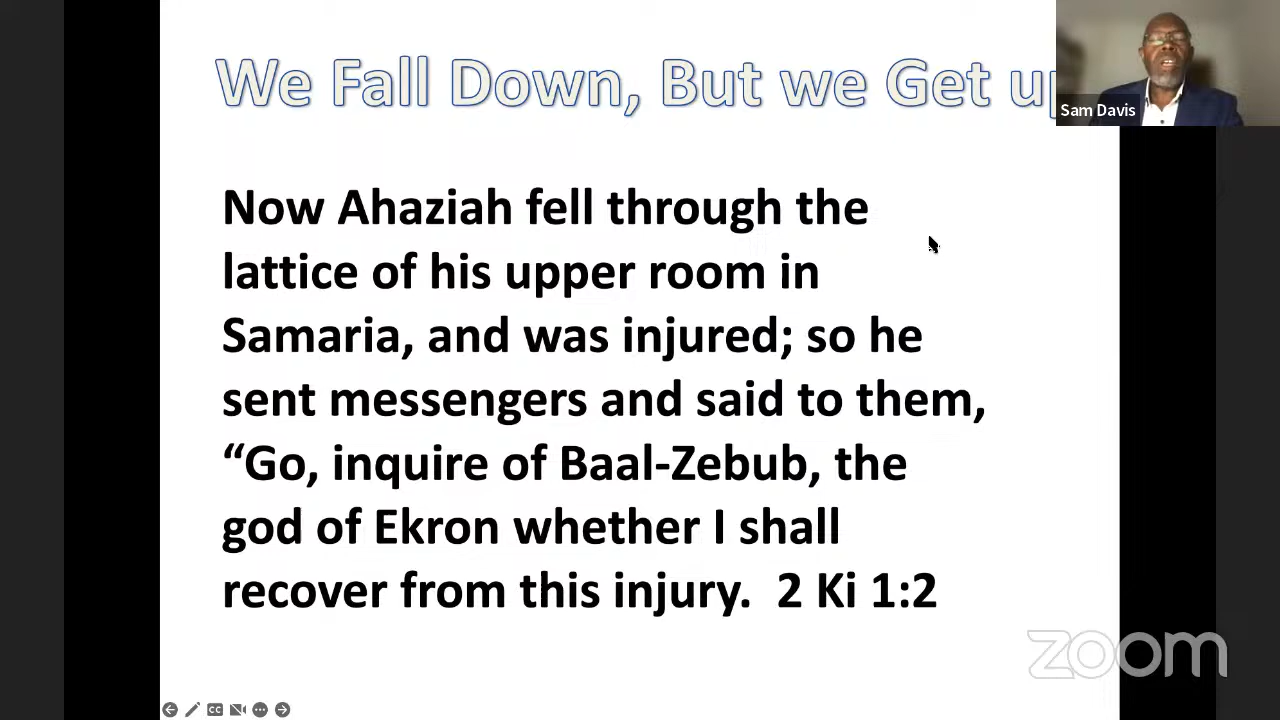 We Fall Down, But we Get up
Sam Davis
Now Ahaziah fell through the
lattice of his upper room in
Samaria, and was injured; so he
sent messengers and said to them,
“Go, inquire of Baal-Zebub, the
god of Ekron whether I shall
recover from this injury.  2 Ki 1:2
zoom
CC